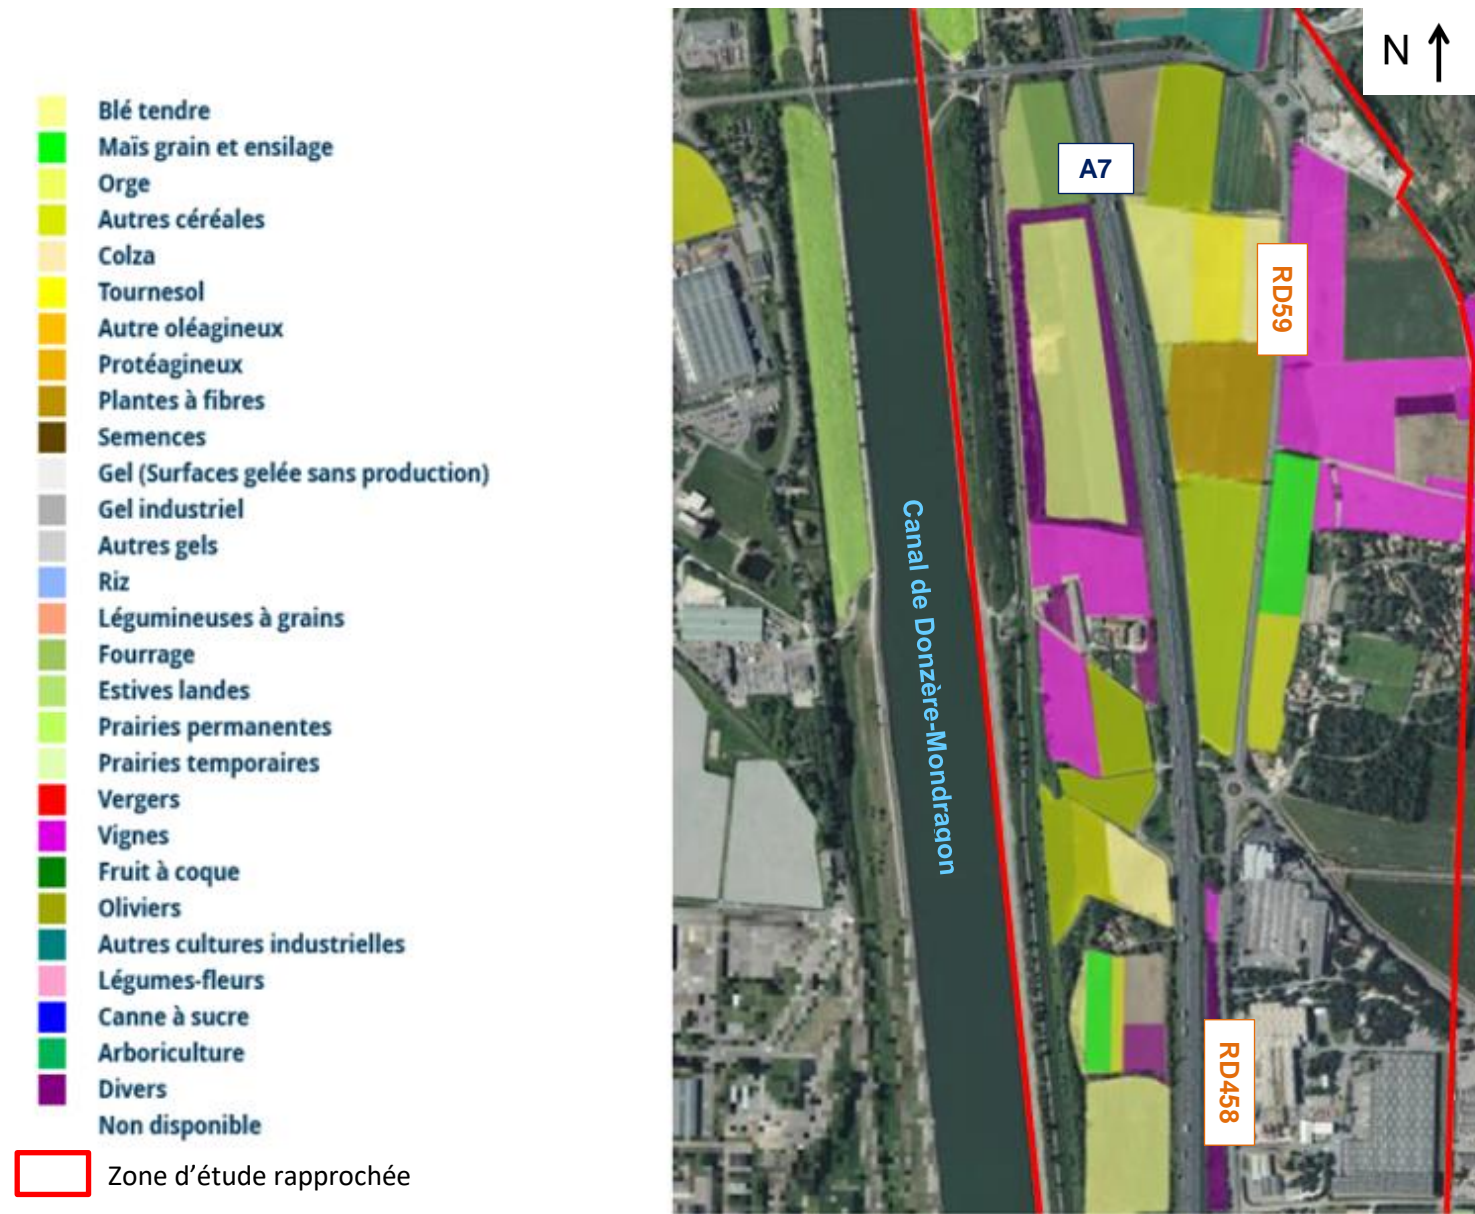 Blé tendre
Maïs grain et ensilage
Orge
Autres céréales
Colza
Tournesol
Autre oléagineux
Protéagineux
Plantes à fibres
Semences
Gel (Surfaces gelée sans production)
Gel industriel
Autres gels
Riz
Légumineuses à grains
Fourrage
Estives landes
Prairies permanentes
Prairies temporaires
Vergers
Vignes
Fruit à coque
Oliviers
Autres cultures industrielles
Légumes-fleurs
Canne à sucre
Arboriculture
Divers
Non disponible
Zone d'étude rapprochée
N
A7
RD59
Canal de Donzère-Mondragon
RD458